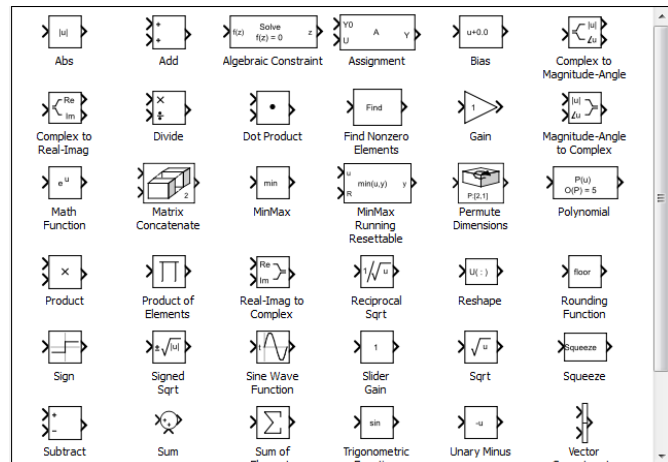 |u|
Abs
+
+
Add
f(z) Solve f(z) = 0 z
Algebraic Constraint
Y0
U A Y
Assignment
u+0.0
Bias
|u|
∠u
Complex to
Magnitude-Angle
Re
Im
Complex to
Real-Imag
×
÷
Divide
Dot Product
Find
Find Nonzero
Elements
1
Gain
|u|
∠u
Magnitude-Angle
to Complex
e^u
Math
Function
2
Matrix
Concatenate
min
MinMax
u
R min(u,y) y
MinMax
Running
Resettable
P:[2,1]
Permute
Dimensions
P(u)
O(P) = 5
Polynomial
×
Product
Product of
Elements
Re
Im
Real-Imag to
Complex
1/√u
Reciprocal
Sqrt
U( : )
Reshape
floor
Rounding
Function
Sign
±√|u|
Signed
Sqrt
t
Sine Wave
Function
1
Slider
Gain
√u
Sqrt
Squeeze
Squeeze
+
−
Subtract
+
+
Sum
∑
Sum of
sin
Trigonometric
-u
Unary Minus
Vector